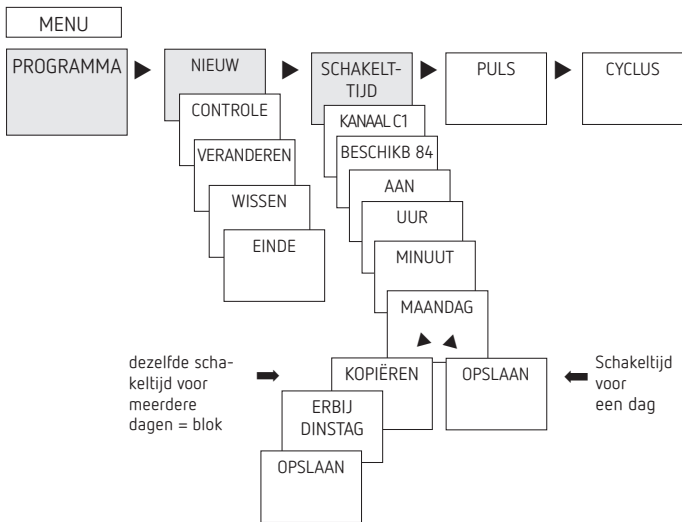 MENU
PROGRAMMA
NIEUW
SCHAKELT-
TIJD
PULS
CYCLUS
CONTROLE
VERANDEREN
WISSEN
EINDE
KANAAL C1
BESCHIKB 84
AAN
UUR
MINUUT
MAANDAG
dezelfde scha-
keltijd voor
meerdere
dagen = blok
KOPIËREN
OPSLAAN
Schakeltijd
voor
een dag
ERBIJ
DINSTAG
OPSLAAN